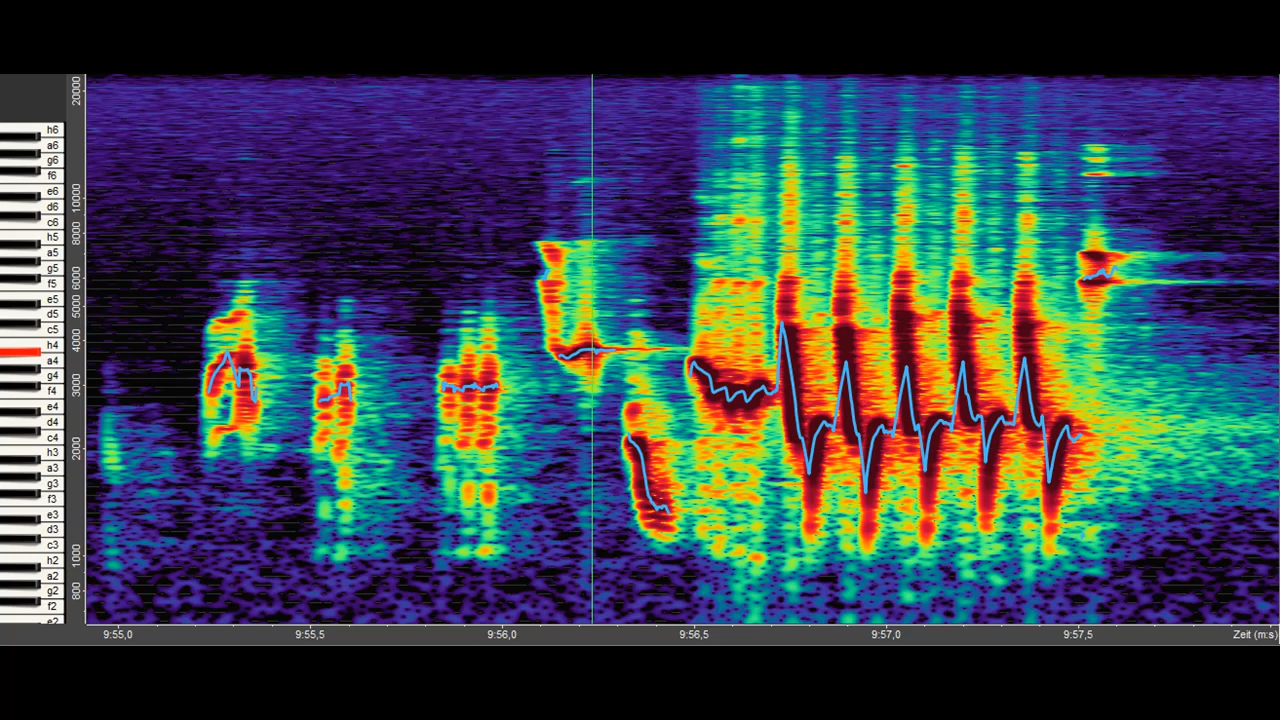 h6
a6
g6
f6
e6
d6
c6
h5
a5
g5
f5
e5
d5
c5
h4
a4
g4
f4
e4
d4
c4
h3
a3
g3
f3
e3
d3
c3
h2
a2
g2
f2
e2
20000
10000
8000
6000
5000
4000
3000
2000
1000
800
9:55,0 9:55,5 9:56,0 9:56,5 9:57,0 9:57,5 Zeit (m:s)